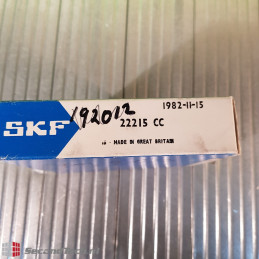 1982-11-15
192012
SKF
22215 CC
MADE IN GREAT BRITAIN